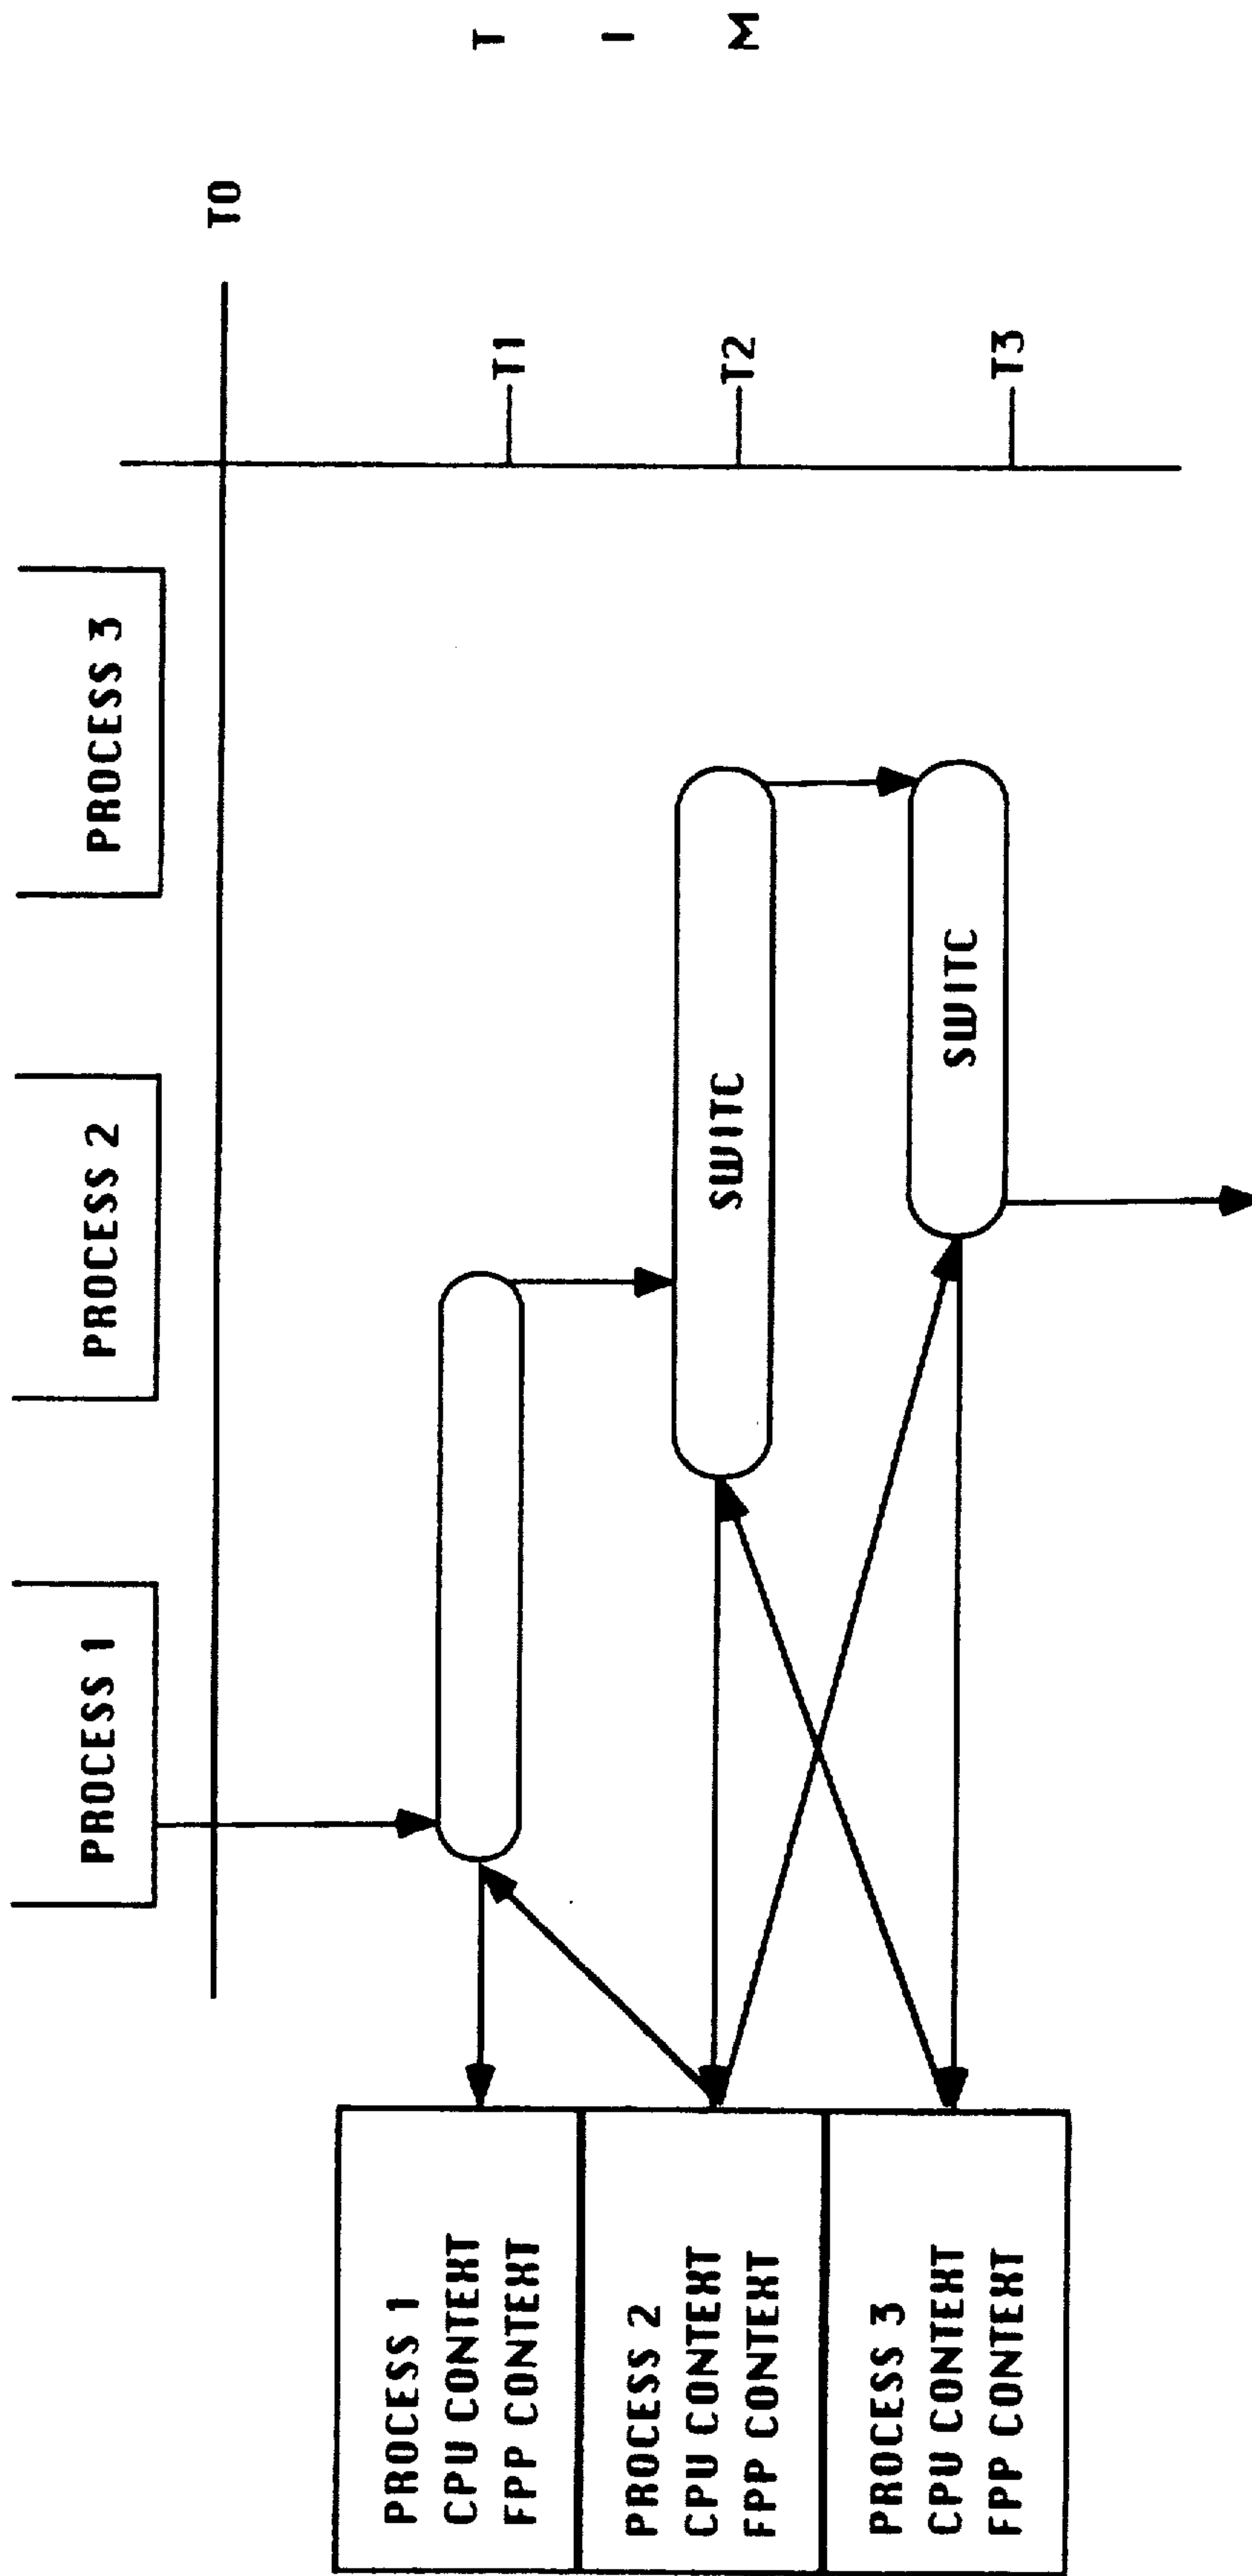 PROCESS 1
PROCESS 2
PROCESS 3
T0
T
I
M
T1
T2
T3
SWITC
SWITC
PROCESS 1
CPU CONTEXT
FPP CONTEXT
PROCESS 2
CPU CONTEXT
FPP CONTEXT
PROCESS 3
CPU CONTEXT
FPP CONTEXT